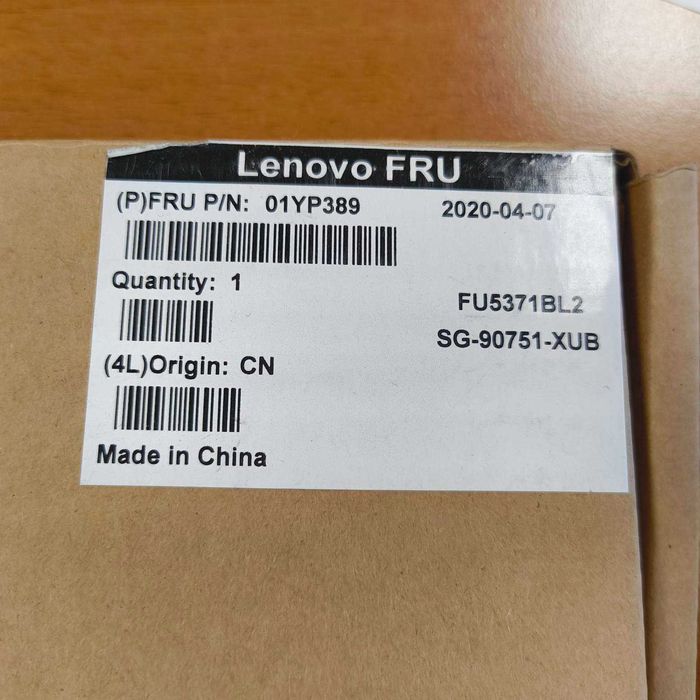 Lenovo FRU
(P)FRU P/N: 01YP389 2020-04-07
Quantity: 1
FU5371BL2
SG-90751-XUB
(4L)Origin: CN
Made in China